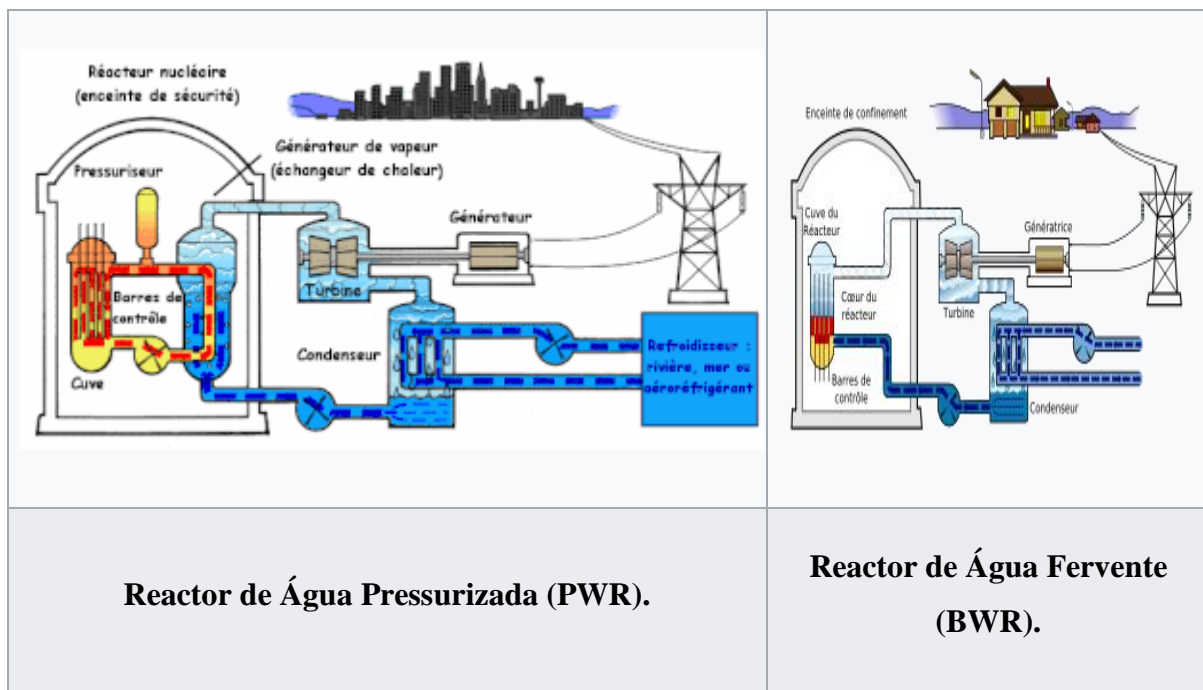 Réacteur nucléaire
(enceinte de sécurité)
Générateur de vapeur
(échangeur de chaleur)
Pressuriseur
Générateur
Turbine
Barres de
contrôle
Condenseur
Cuve
Refroidisseur :
rivière, mer ou
aéroréfrigérant
Enceinte de confinement
Cuve du
Réacteur
Génératrice
Cœur du
réacteur
Turbine
Barres de
contrôle
Condenseur
Reactor de Água Pressurizada (PWR).
Reactor de Água Fervente
(BWR).